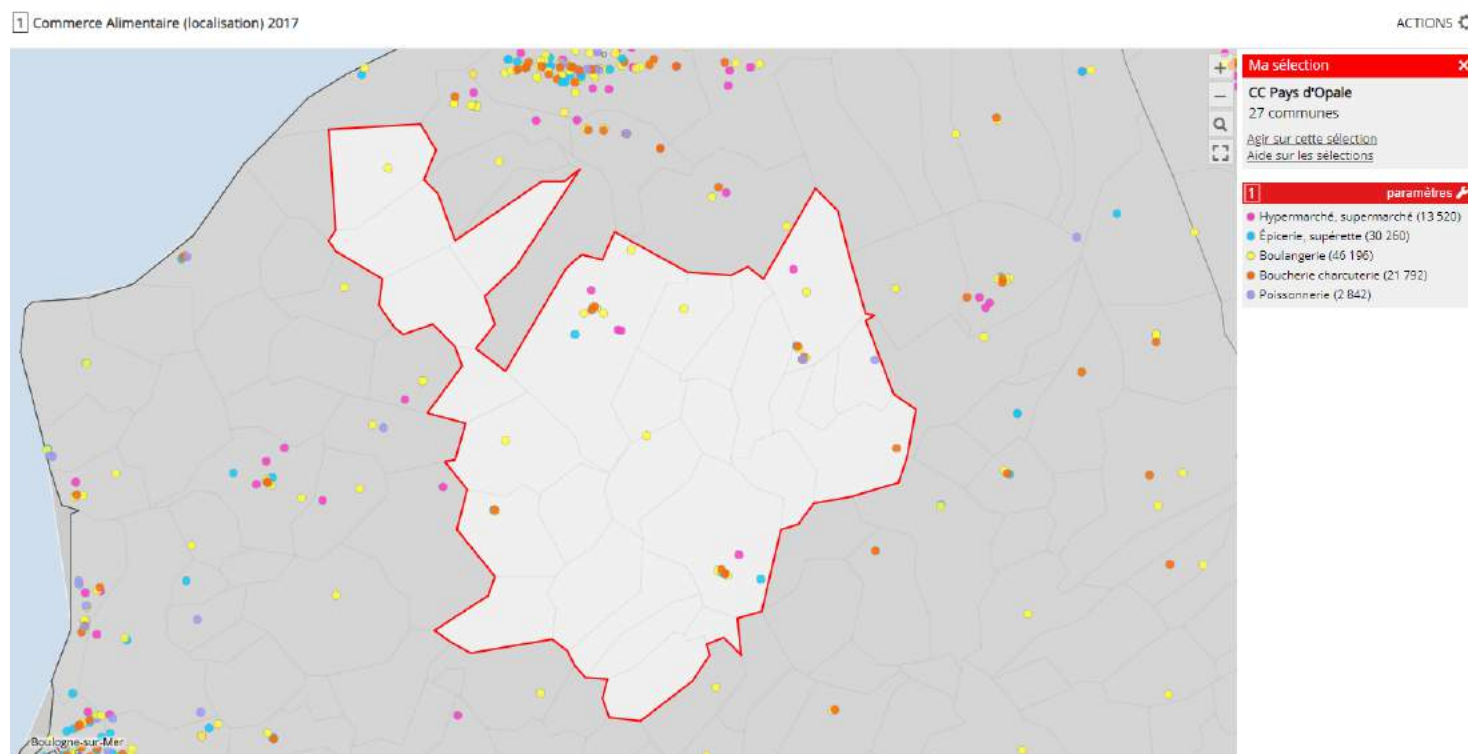 1 Commerce Alimentaire (localisation) 2017
ACTIONS
+
−
Ma sélection ×
CC Pays d'Opale
27 communes
Agir sur cette sélection
Aide sur les sélections
1 paramètres
Hypermarché, supermarché (13 520)
Épicerie, supérette (30 260)
Boulangerie (46 196)
Boucherie charcuterie (21 792)
Poissonnerie (2 842)
Boulogne-sur-Mer